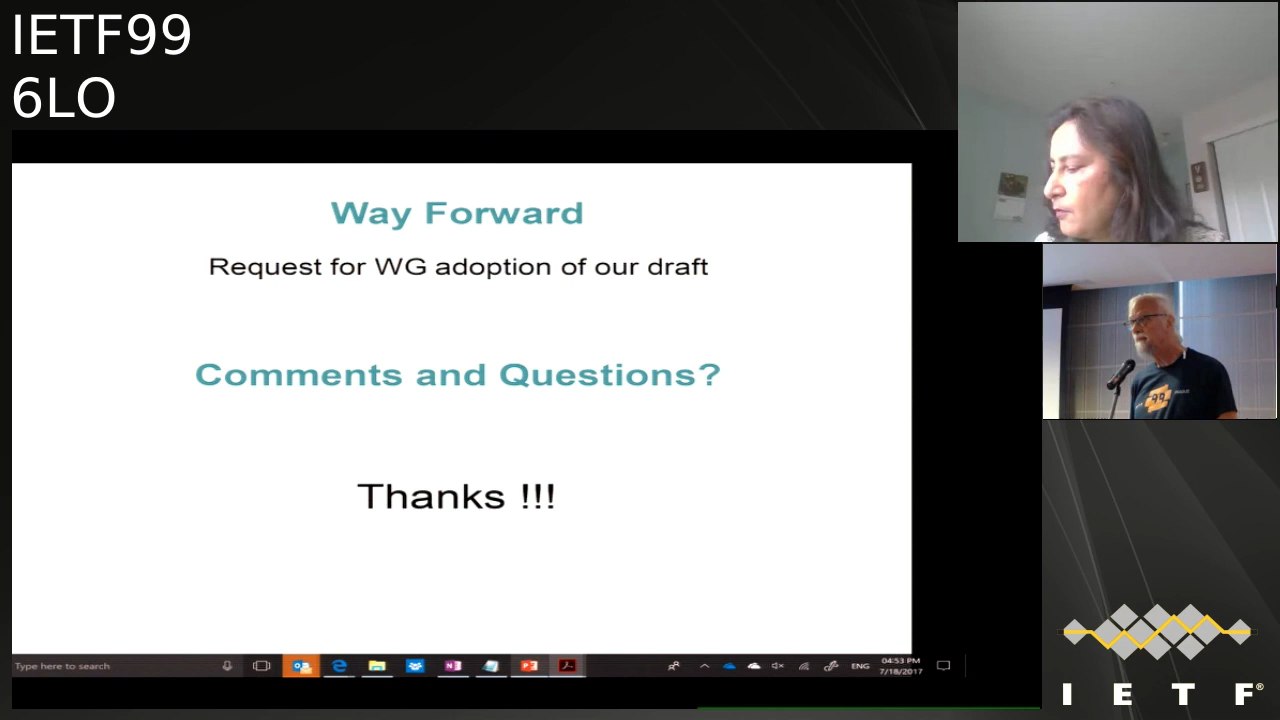 IETF99
6LO
Way Forward
Request for WG adoption of our draft
Comments and Questions?
Thanks !!!
Type here to search
ENG
04:53 PM
7/18/2017
99
I E T F®